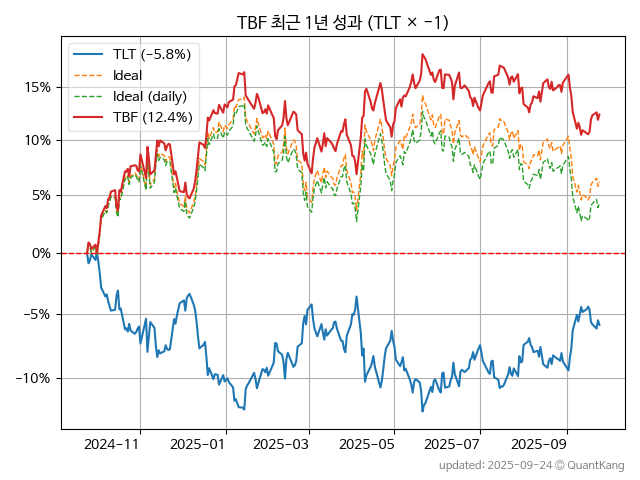 TBF 최근 1년 성과 (TLT × −1)
TLT (−5.8%)
Ideal
Ideal (daily)
TBF (12.4%)
15%
10%
5%
0%
−5%
−10%
2024-11 2025-01 2025-03 2025-05 2025-07 2025-09
updated: 2025-09-24 © QuantKang